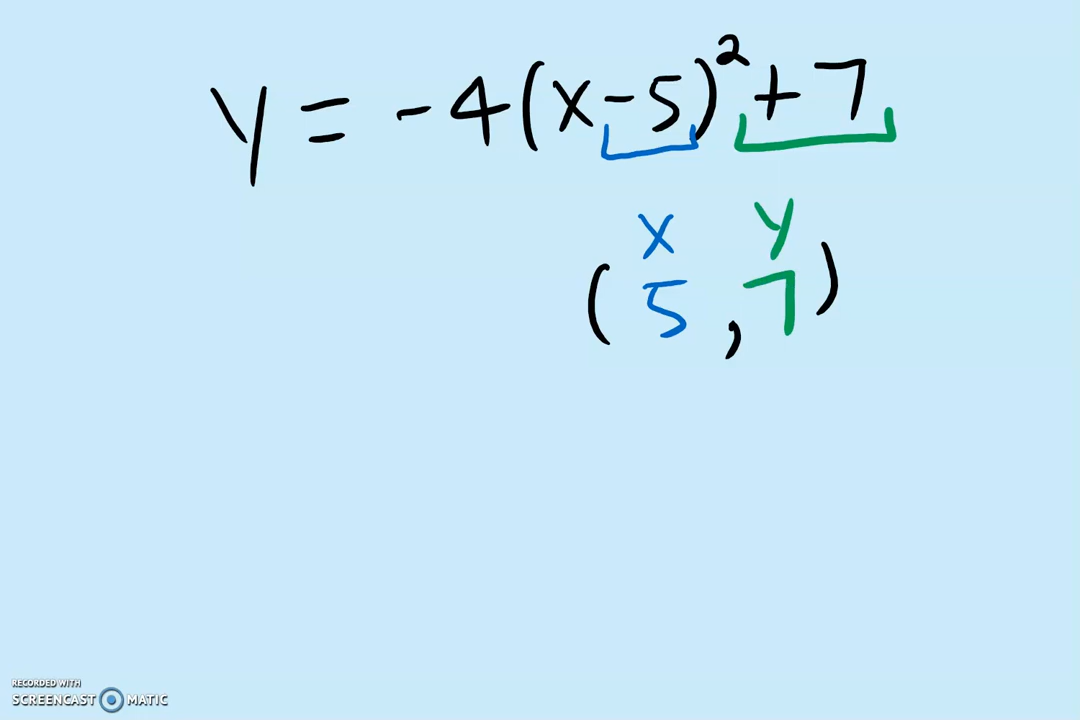 y = -4(x-5)² + 7
x y
(5, 7)
RECORDED WITH
SCREENCAST MATIC